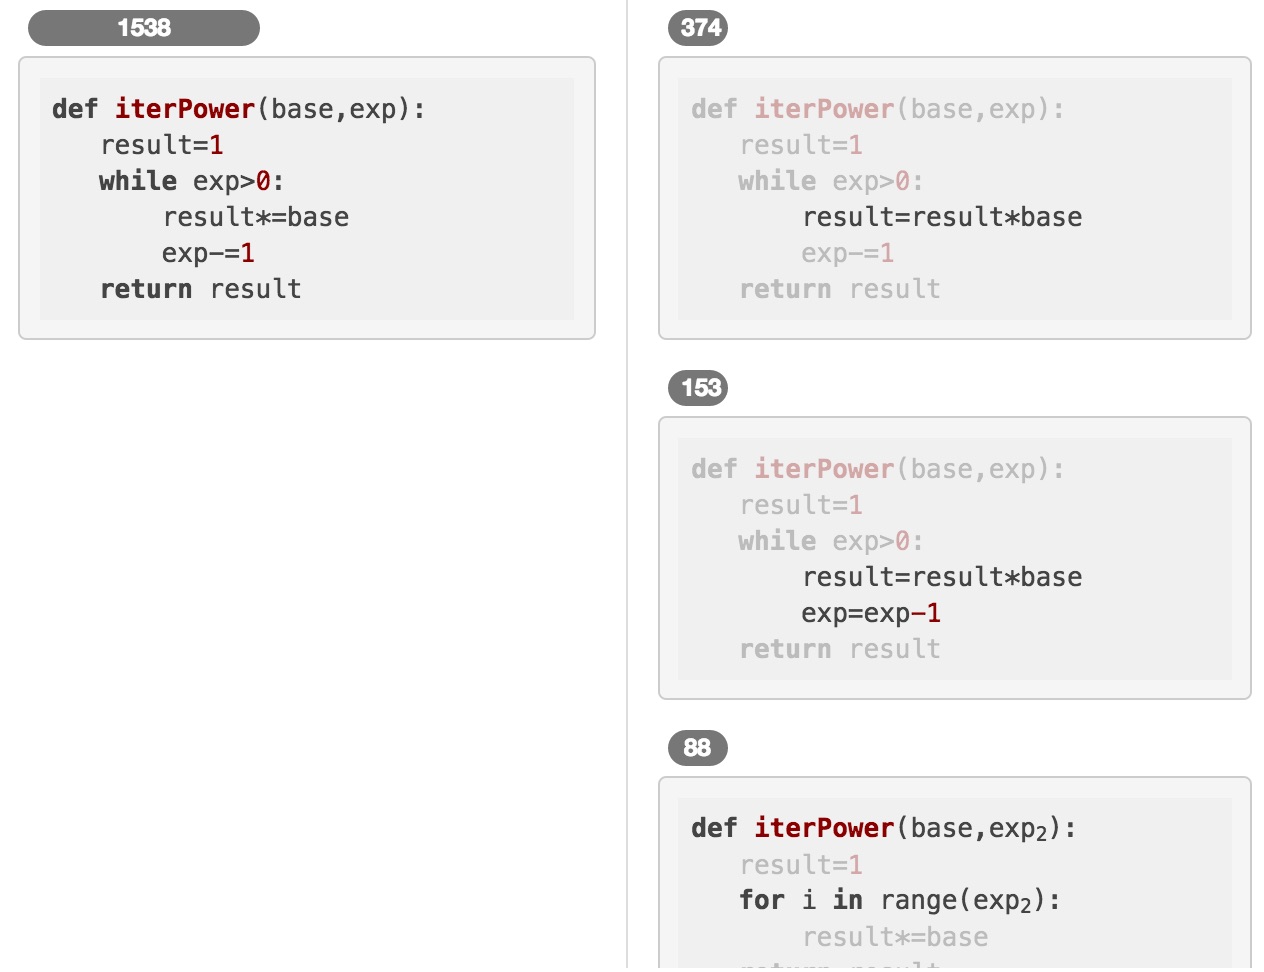 1538
def iterPower(base,exp):
result=1
while exp>0:
result*=base
exp-=1
return result
374
def iterPower(base,exp):
result=1
while exp>0:
result=result*base
exp-=1
return result
153
def iterPower(base,exp):
result=1
while exp>0:
result=result*base
exp=exp-1
return result
88
def iterPower(base,exp₂):
result=1
for i in range(exp₂):
result*=base